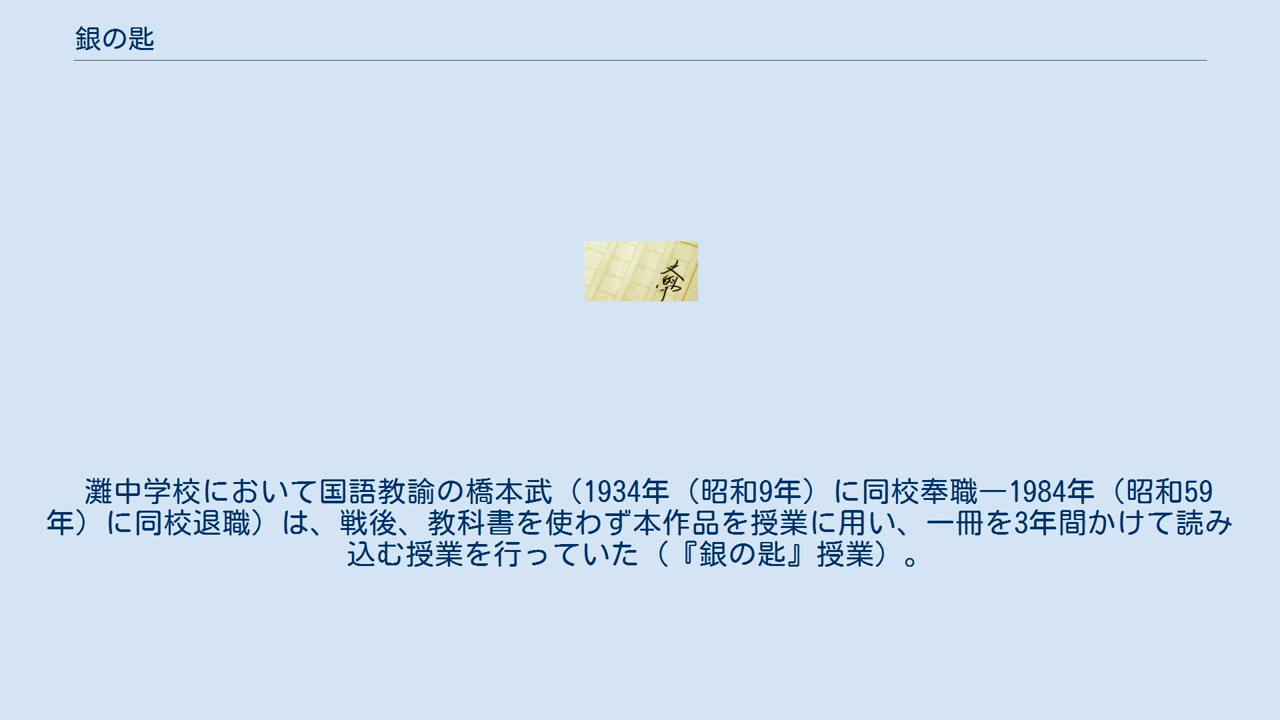 銀の匙
灘中学校において国語教諭の橋本武（1934年（昭和9年）に同校奉職―1984年（昭和59
年）に同校退職）は、戦後、教科書を使わず本作品を授業に用い、一冊を3年間かけて読み
込む授業を行っていた（『銀の匙』授業）。